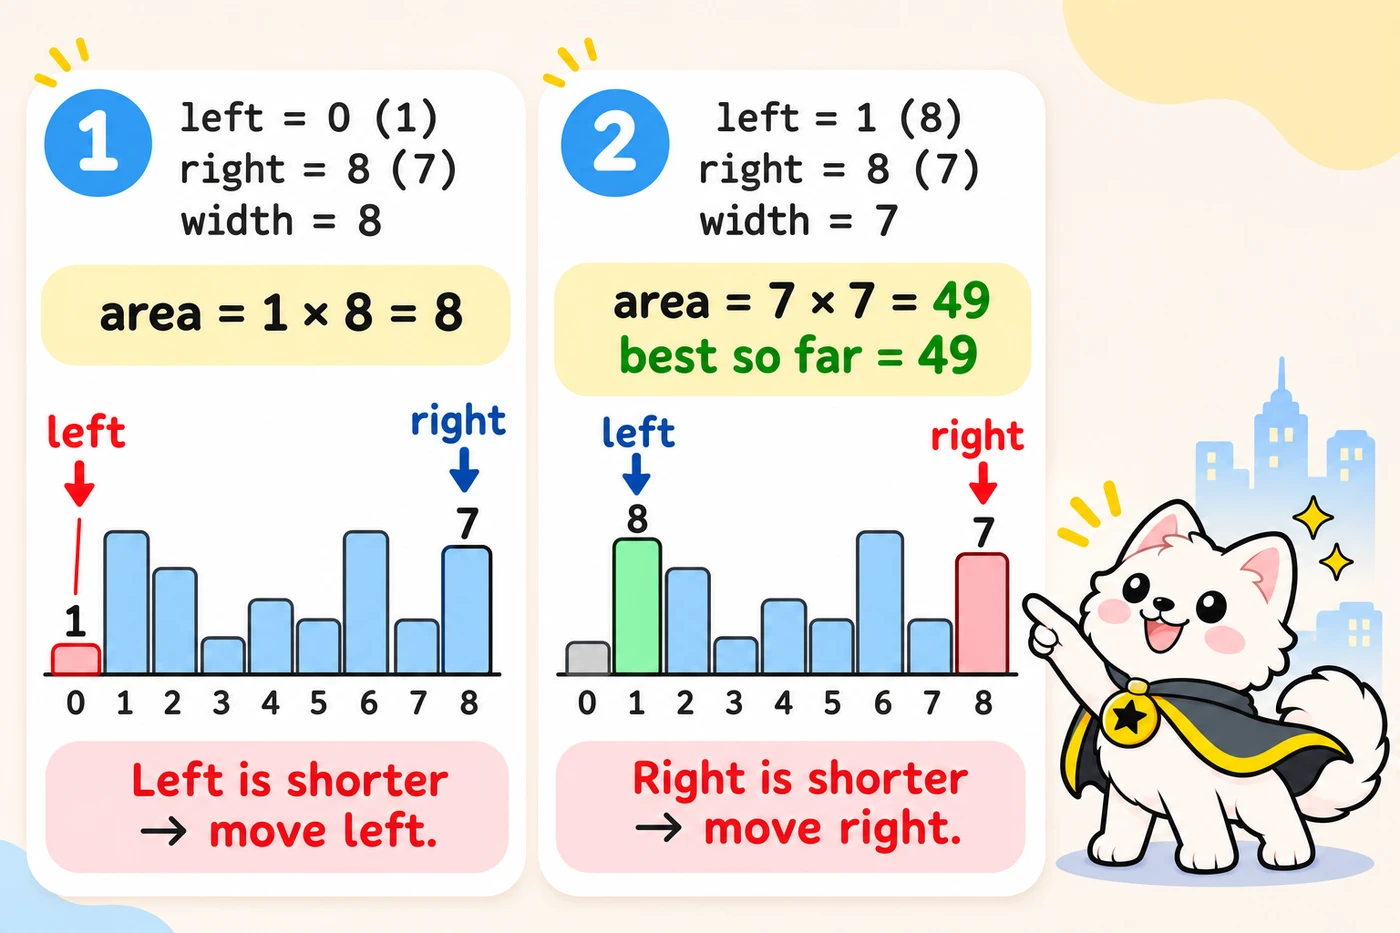 1
left = 0 (1)
right = 8 (7)
width = 8
area = 1 × 8 = 8
left
right
7
1
0 1 2 3 4 5 6 7 8
Left is shorter
→ move left.
2
left = 1 (8)
right = 8 (7)
width = 7
area = 7 × 7 = 49
best so far = 49
left
right
8
7
0 1 2 3 4 5 6 7 8
Right is shorter
→ move right.